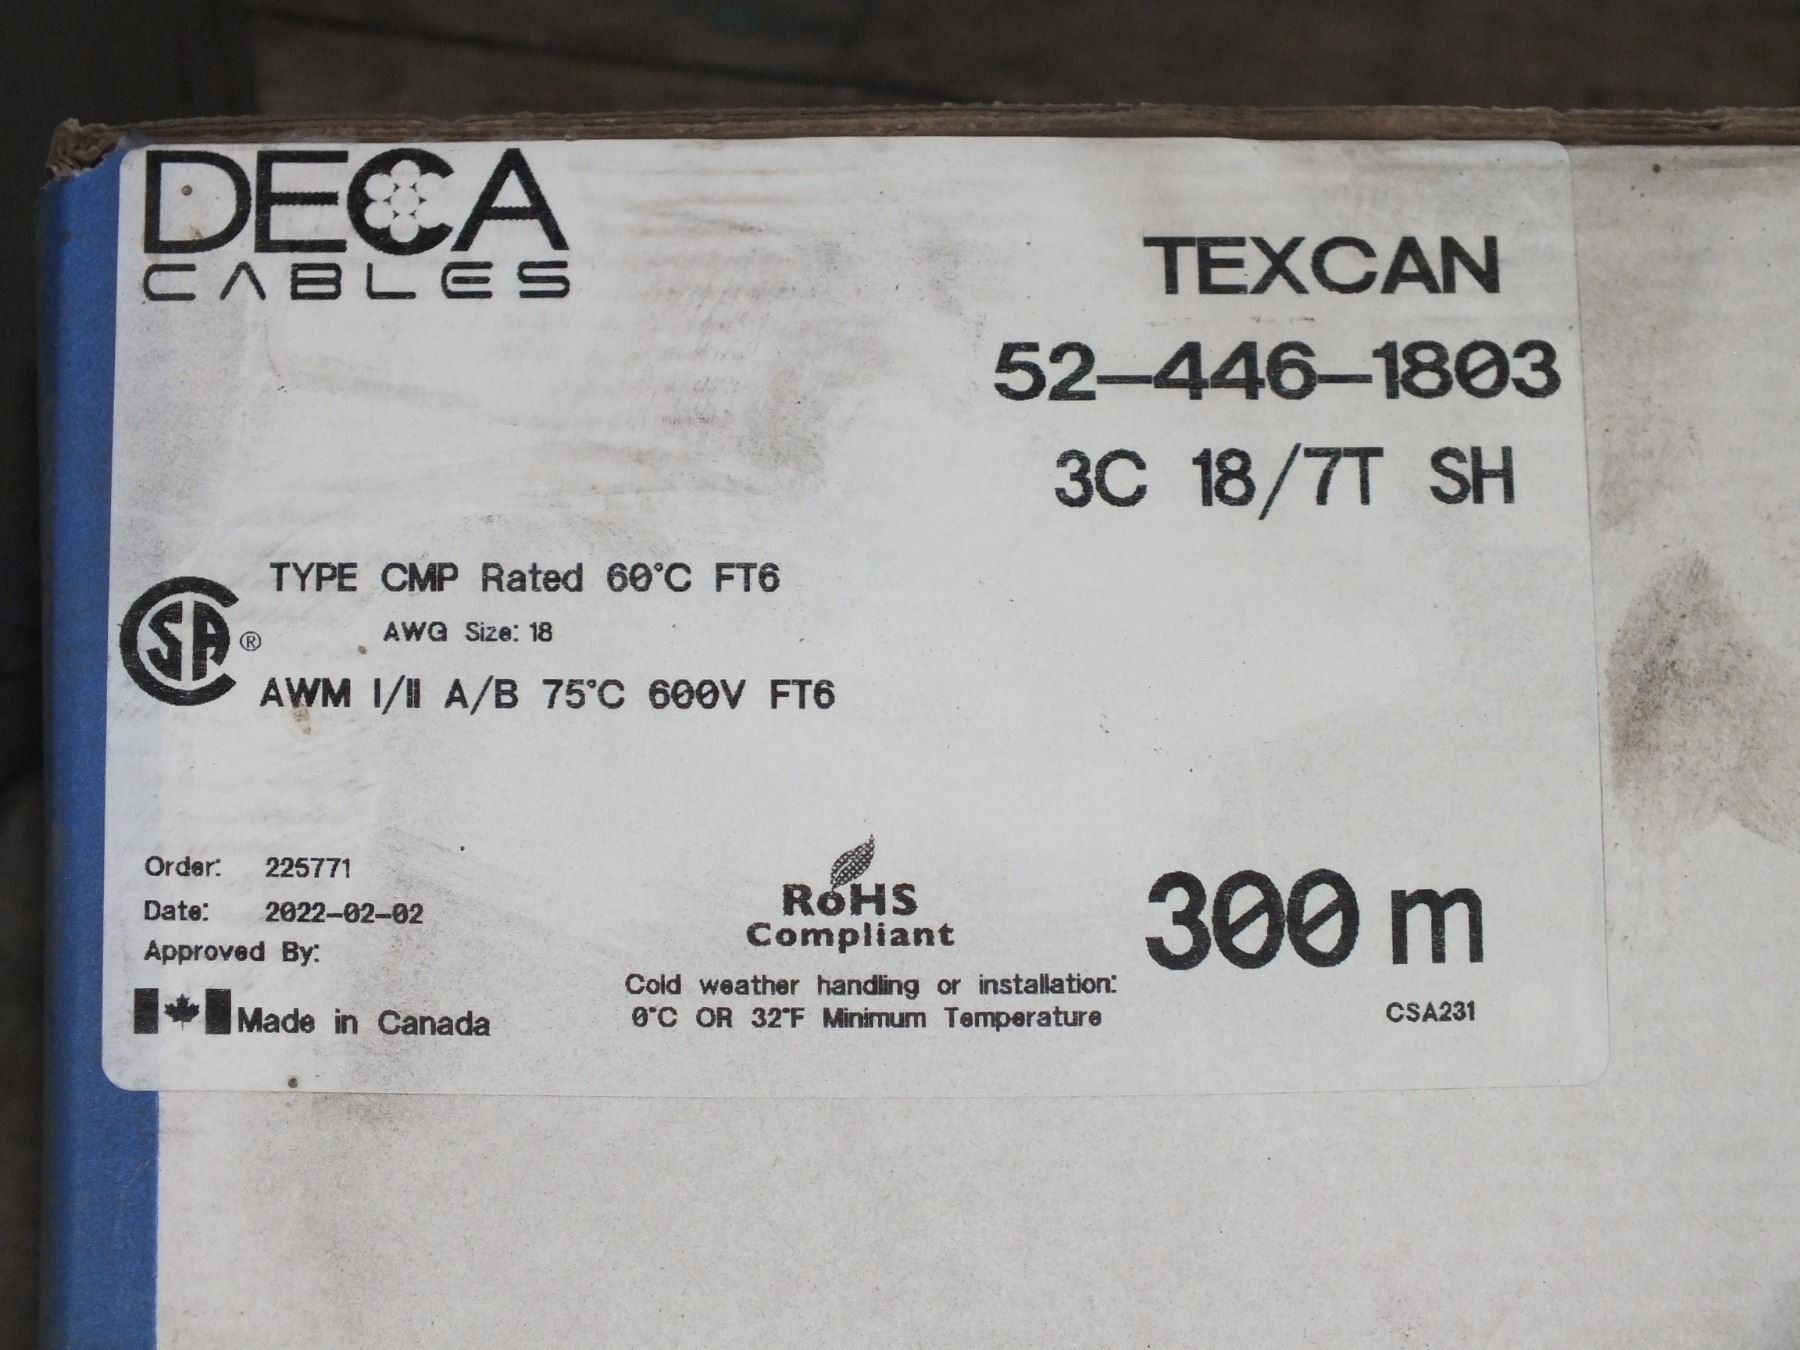 DECA
CABLES
TEXCAN
52-446-1803
3C 18/7T SH
TYPE CMP Rated 60°C FT6
AWG Size: 18
SA ®
AWM I/II A/B 75°C 600V FT6
Order: 225771
Date: 2022-02-02
Approved By:
Made in Canada
RoHS
Compliant
Cold weather handling or installation:
0°C OR 32°F Minimum Temperature
300 m
CSA231